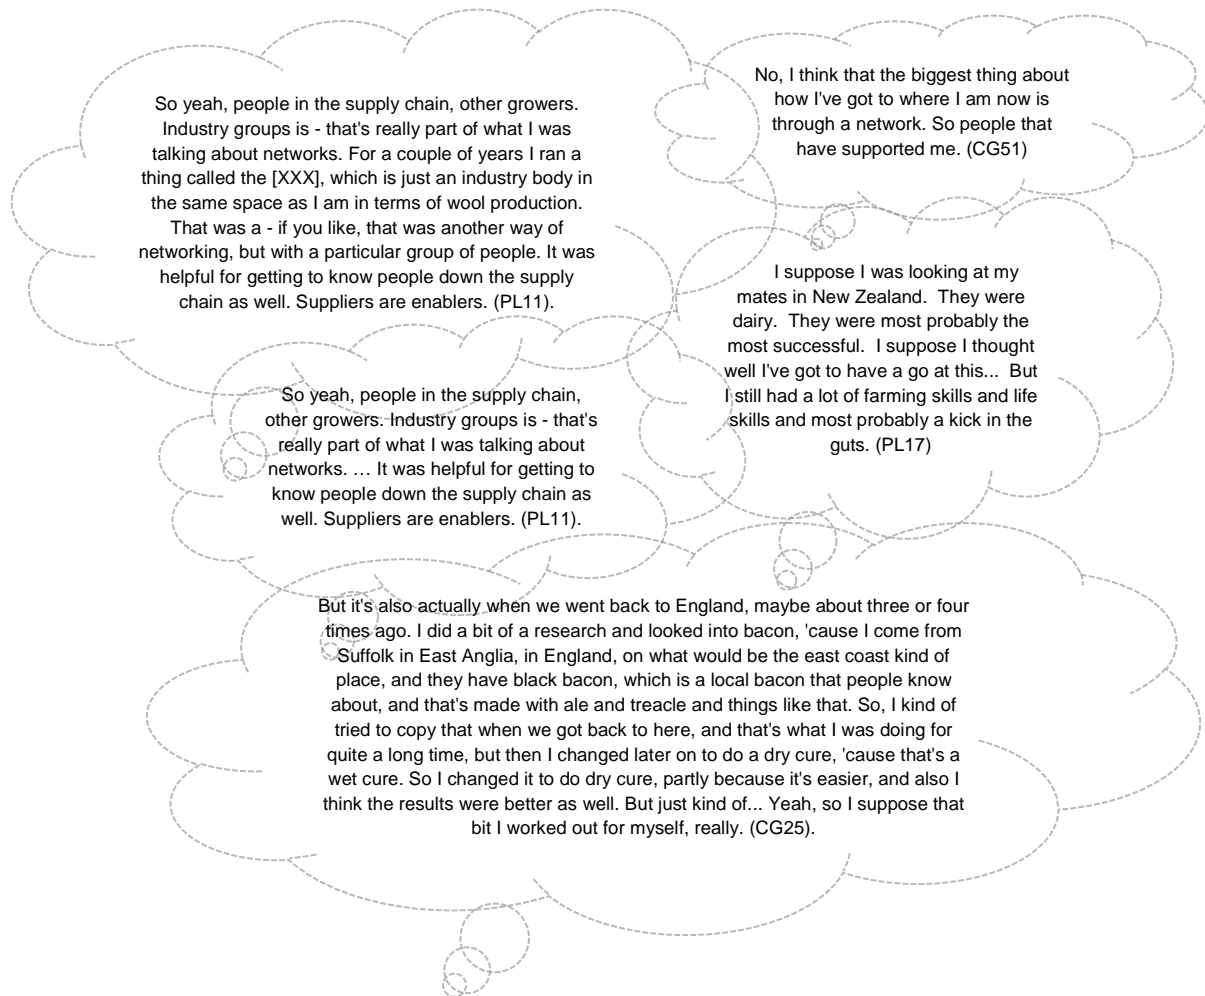 So yeah, people in the supply chain, other growers.
Industry groups is - that's really part of what I was
talking about networks. For a couple of years I ran a
thing called the [XXX], which is just an industry body in
the same space as I am in terms of wool production.
That was a - if you like, that was another way of
networking, but with a particular group of people. It was
helpful for getting to know people down the supply
chain as well. Suppliers are enablers. (PL11).
No, I think that the biggest thing about
how I've got to where I am now is
through a network. So people that
have supported me. (CG51)
I suppose I was looking at my
mates in New Zealand.  They were
dairy.  They were most probably the
most successful.  I suppose I thought
well I've got to have a go at this...  But
I still had a lot of farming skills and life
skills and most probably a kick in the
guts. (PL17)
So yeah, people in the supply chain,
other growers. Industry groups is - that's
really part of what I was talking about
networks. … It was helpful for getting to
know people down the supply chain as
well. Suppliers are enablers. (PL11).
But it's also actually when we went back to England, maybe about three or four
times ago. I did a bit of a research and looked into bacon, 'cause I come from
Suffolk in East Anglia, in England, on what would be the east coast kind of
place, and they have black bacon, which is a local bacon that people know
about, and that's made with ale and treacle and things like that. So, I kind of
tried to copy that when we got back to here, and that's what I was doing for
quite a long time, but then I changed later on to do a dry cure, 'cause that's a
wet cure. So I changed it to do dry cure, partly because it's easier, and also I
think the results were better as well. But just kind of... Yeah, so I suppose that
bit I worked out for myself, really. (CG25).